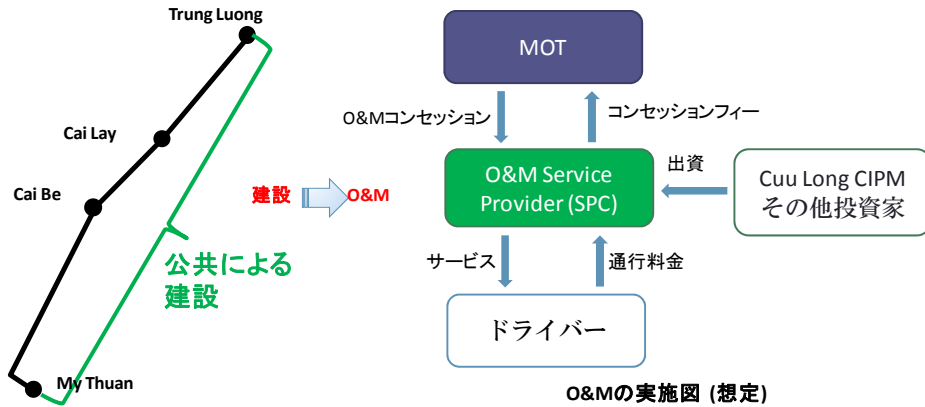 Trung Luong
Cai Lay
Cai Be
My Thuan
公共による
建設
建設
O&M
MOT
O&Mコンセッション
コンセッションフィー
O&M Service
Provider (SPC)
出資
Cuu Long CIPM
その他投資家
サービス
通行料金
ドライバー
O&Mの実施図 (想定)